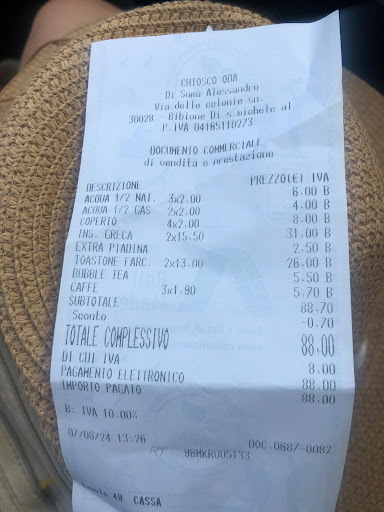 CHIOSCO ODA
Di Sumo Alessandro
Via delle colonie sn.
30028 - Bibione Di s.michele al
P.IVA 04165110273
DOCUMENTO COMMERCIALE
di vendita o prestazione
DESCRIZIONE PREZZO(€) IVA
ACQUA 1/2 NAT. 3x2.00 6.00 B
ACQUA 1/2 GAS 2x2.00 4.00 B
COPERTO 4x2.00 8.00 B
INS. GRECA 2x15.50 31.00 B
EXTRA PIADINA 2.50 B
TOASTONE FARC. 2x13.00 26.00 B
BUBBLE TEA 5.50 B
CAFFE 3x1.90 5.70 B
SUBTOTALE 88.70
Sconto -0.70
TOTALE COMPLESSIVO 88.00
DI CUI IVA 8.00
PAGAMENTO ELETTRONICO 88.00
IMPORTO PAGATO 88.00
B: IVA 10.00%
07/08/24 13:26 DOC.0687-0082
RT 96MKR005133
49 CASSA